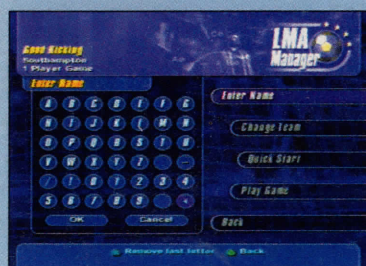 Good Kicking
Southampton
1 Player Game
LMA
Manager
Enter Name
A B C D E F G
H I J K L M N
O P Q R S T U
V W X Y Z
/ ! 0 1 2 3 4
5 6 7 8 9
OK Cancel
Enter Name
Change Team
Quick Start
Play Game
Back
Remove last letter Back